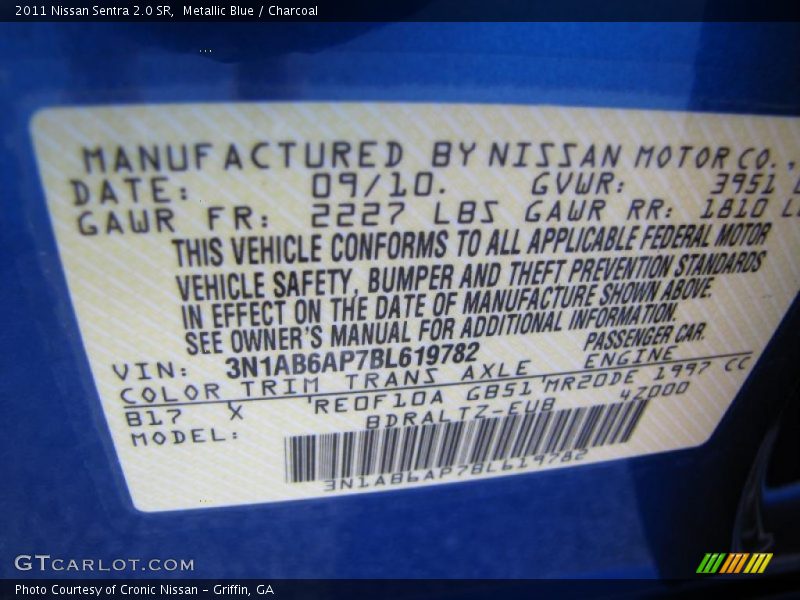 2011 Nissan Sentra 2.0 SR,  Metallic Blue / Charcoal
MANUFACTURED BY NISSAN MOTOR CO.,
DATE: 09/10. GVWR: 3951
GAWR FR: 2227 LBS GAWR RR: 1810
THIS VEHICLE CONFORMS TO ALL APPLICABLE FEDERAL MOTOR
VEHICLE SAFETY, BUMPER AND THEFT PREVENTION STANDARDS
IN EFFECT ON THE DATE OF MANUFACTURE SHOWN ABOVE.
SEE OWNER'S MANUAL FOR ADDITIONAL INFORMATION.
VIN: 3N1AB6AP7BL619782 PASSENGER CAR.
COLOR TRIM TRANS AXLE ENGINE
B17 X 'RE0F10A GB51'MR20DE 1997 CC
MODEL: BDRALTZ-EUB 4Z000
3N1AB6AP7BL619782
GTCARLOT.COM
Photo Courtesy of Cronic Nissan - Griffin, GA